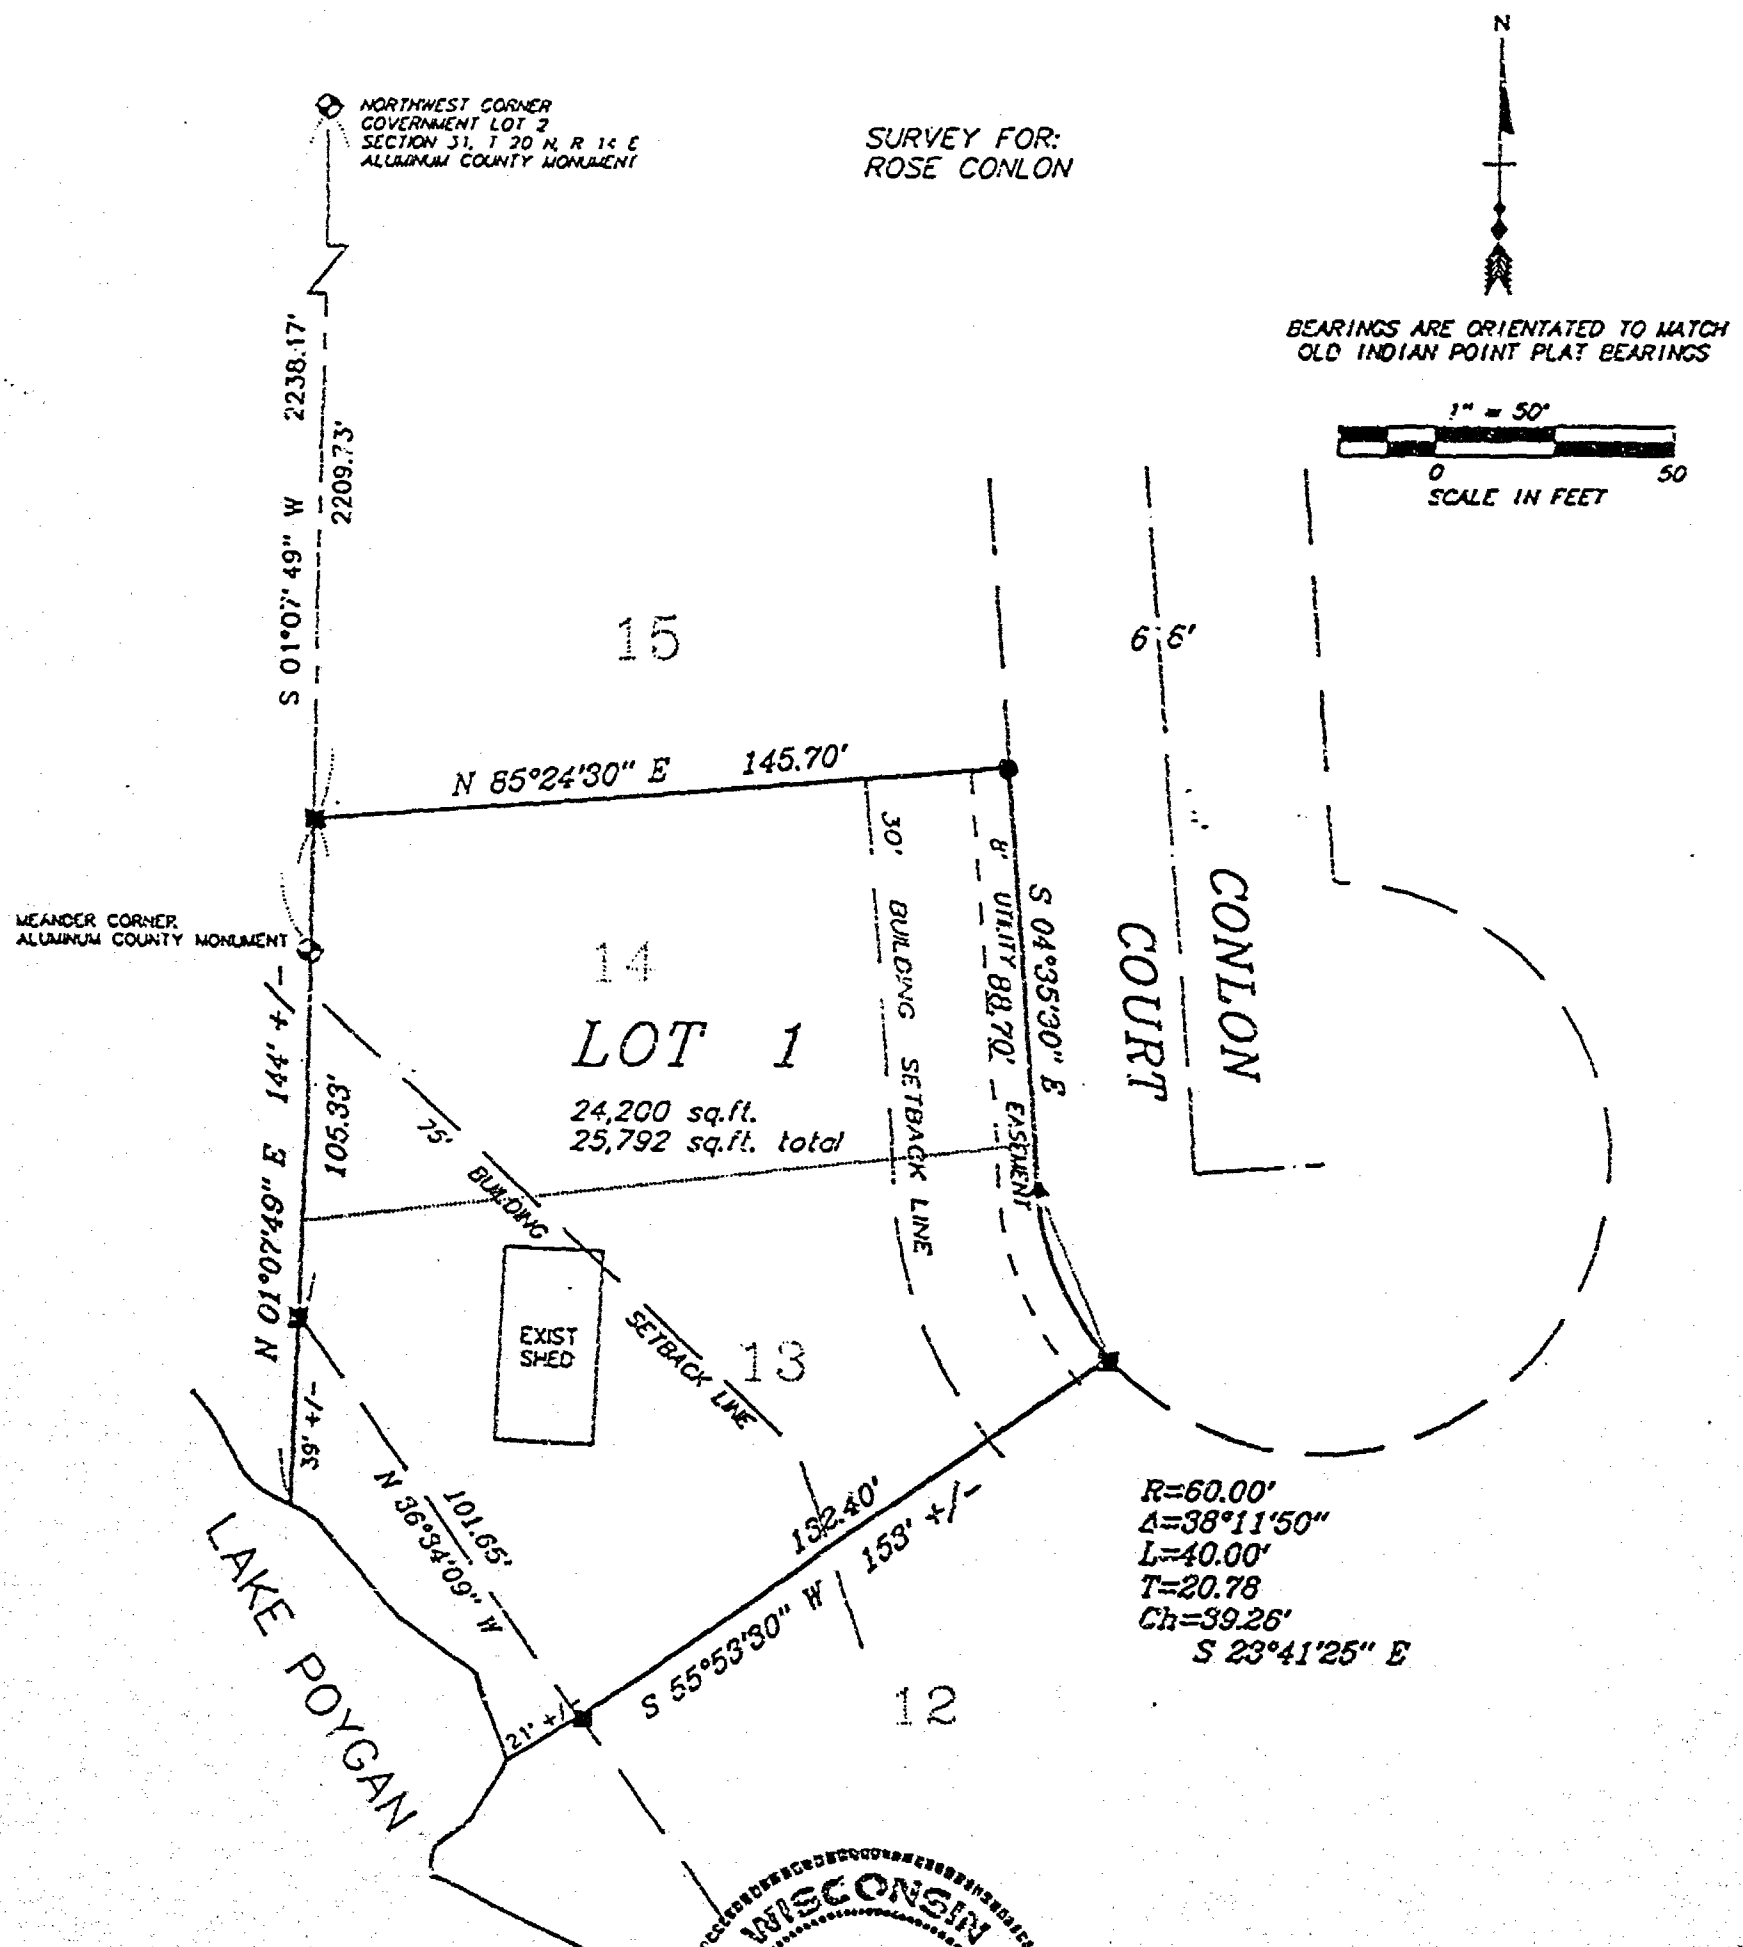 N
NORTHWEST CORNER
GOVERNMENT LOT 2
SECTION 31, T 20 N, R 14 E
ALUMINUM COUNTY MONUMENT
SURVEY FOR:
ROSE CONLON
BEARINGS ARE ORIENTATED TO MATCH
OLD INDIAN POINT PLAT BEARINGS
1" = 50'
0 50
SCALE IN FEET
S 01°07'49" W 2238.17'
2209.73'
15
66'
N 85°24'30" E 145.70'
30' BUILDING SETBACK LINE
8' UTILITY EASEMENT
88.70'
S 04°35'30" E
CONLON
COURT
MEANDER CORNER.
ALUMINUM COUNTY MONUMENT
14
LOT 1
24,200 sq.ft.
25,792 sq.ft. total
N 01°07'49" E 144' +/-
105.33'
75' BUILDING SETBACK LINE
EXIST
SHED
13
39' +/-
101.65'
N 36°34'09" W
132.40'
153' +/-
S 55°53'30" W
21' +/-
LAKE POYGAN
12
R=60.00'
Δ=38°11'50"
L=40.00'
T=20.78
Ch=39.26'
S 23°41'25" E
WISCONSIN